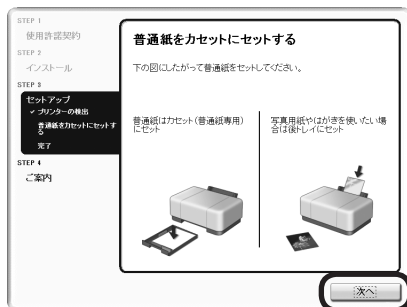 STEP 1
使用許諾契約
STEP 2
インストール
STEP 3
セットアップ
プリンターの検出
普通紙をカセットにセットす
る
完了
STEP 4
ご案内
普通紙をカセットにセットする
下の図にしたがって普通紙をセットしてください。
普通紙はカセット(普通紙専用)
にセット
写真用紙やはがきを使いたい場
合は後トレイにセット
次へ